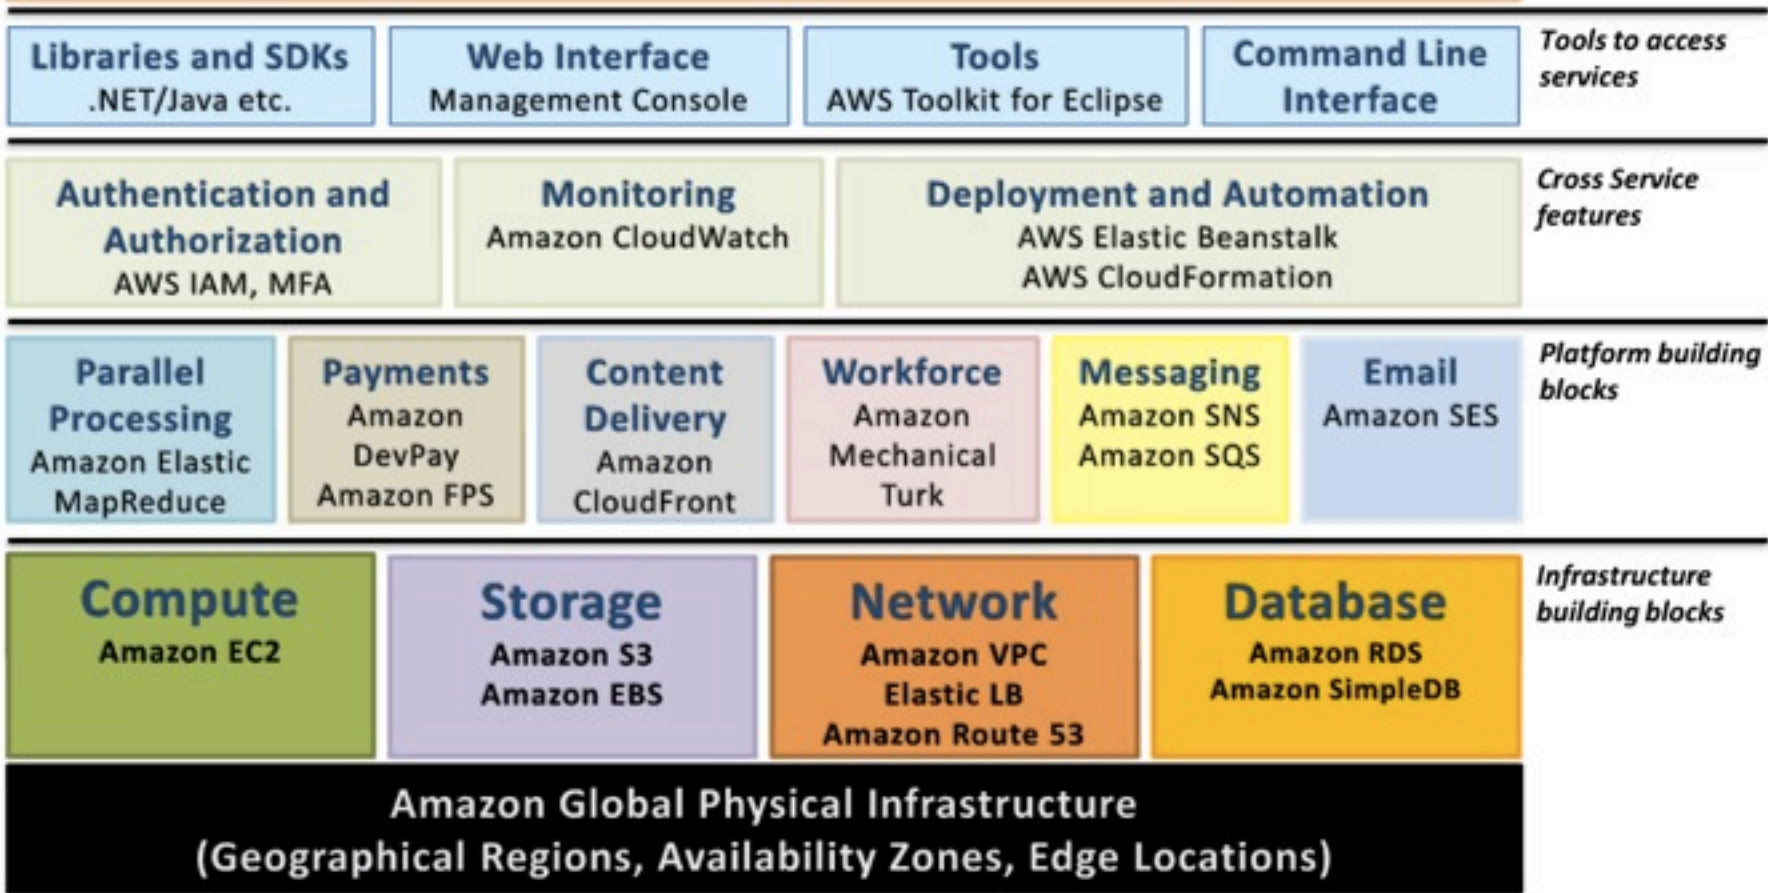 Libraries and SDKs
.NET/Java etc.
Web Interface
Management Console
Tools
AWS Toolkit for Eclipse
Command Line
Interface
Tools to access
services
Authentication and
Authorization
AWS IAM, MFA
Monitoring
Amazon CloudWatch
Deployment and Automation
AWS Elastic Beanstalk
AWS CloudFormation
Cross Service
features
Parallel
Processing
Amazon Elastic
MapReduce
Payments
Amazon
DevPay
Amazon FPS
Content
Delivery
Amazon
CloudFront
Workforce
Amazon
Mechanical
Turk
Messaging
Amazon SNS
Amazon SQS
Email
Amazon SES
Platform building
blocks
Compute
Amazon EC2
Storage
Amazon S3
Amazon EBS
Network
Amazon VPC
Elastic LB
Amazon Route 53
Database
Amazon RDS
Amazon SimpleDB
Infrastructure
building blocks
Amazon Global Physical Infrastructure
(Geographical Regions, Availability Zones, Edge Locations)